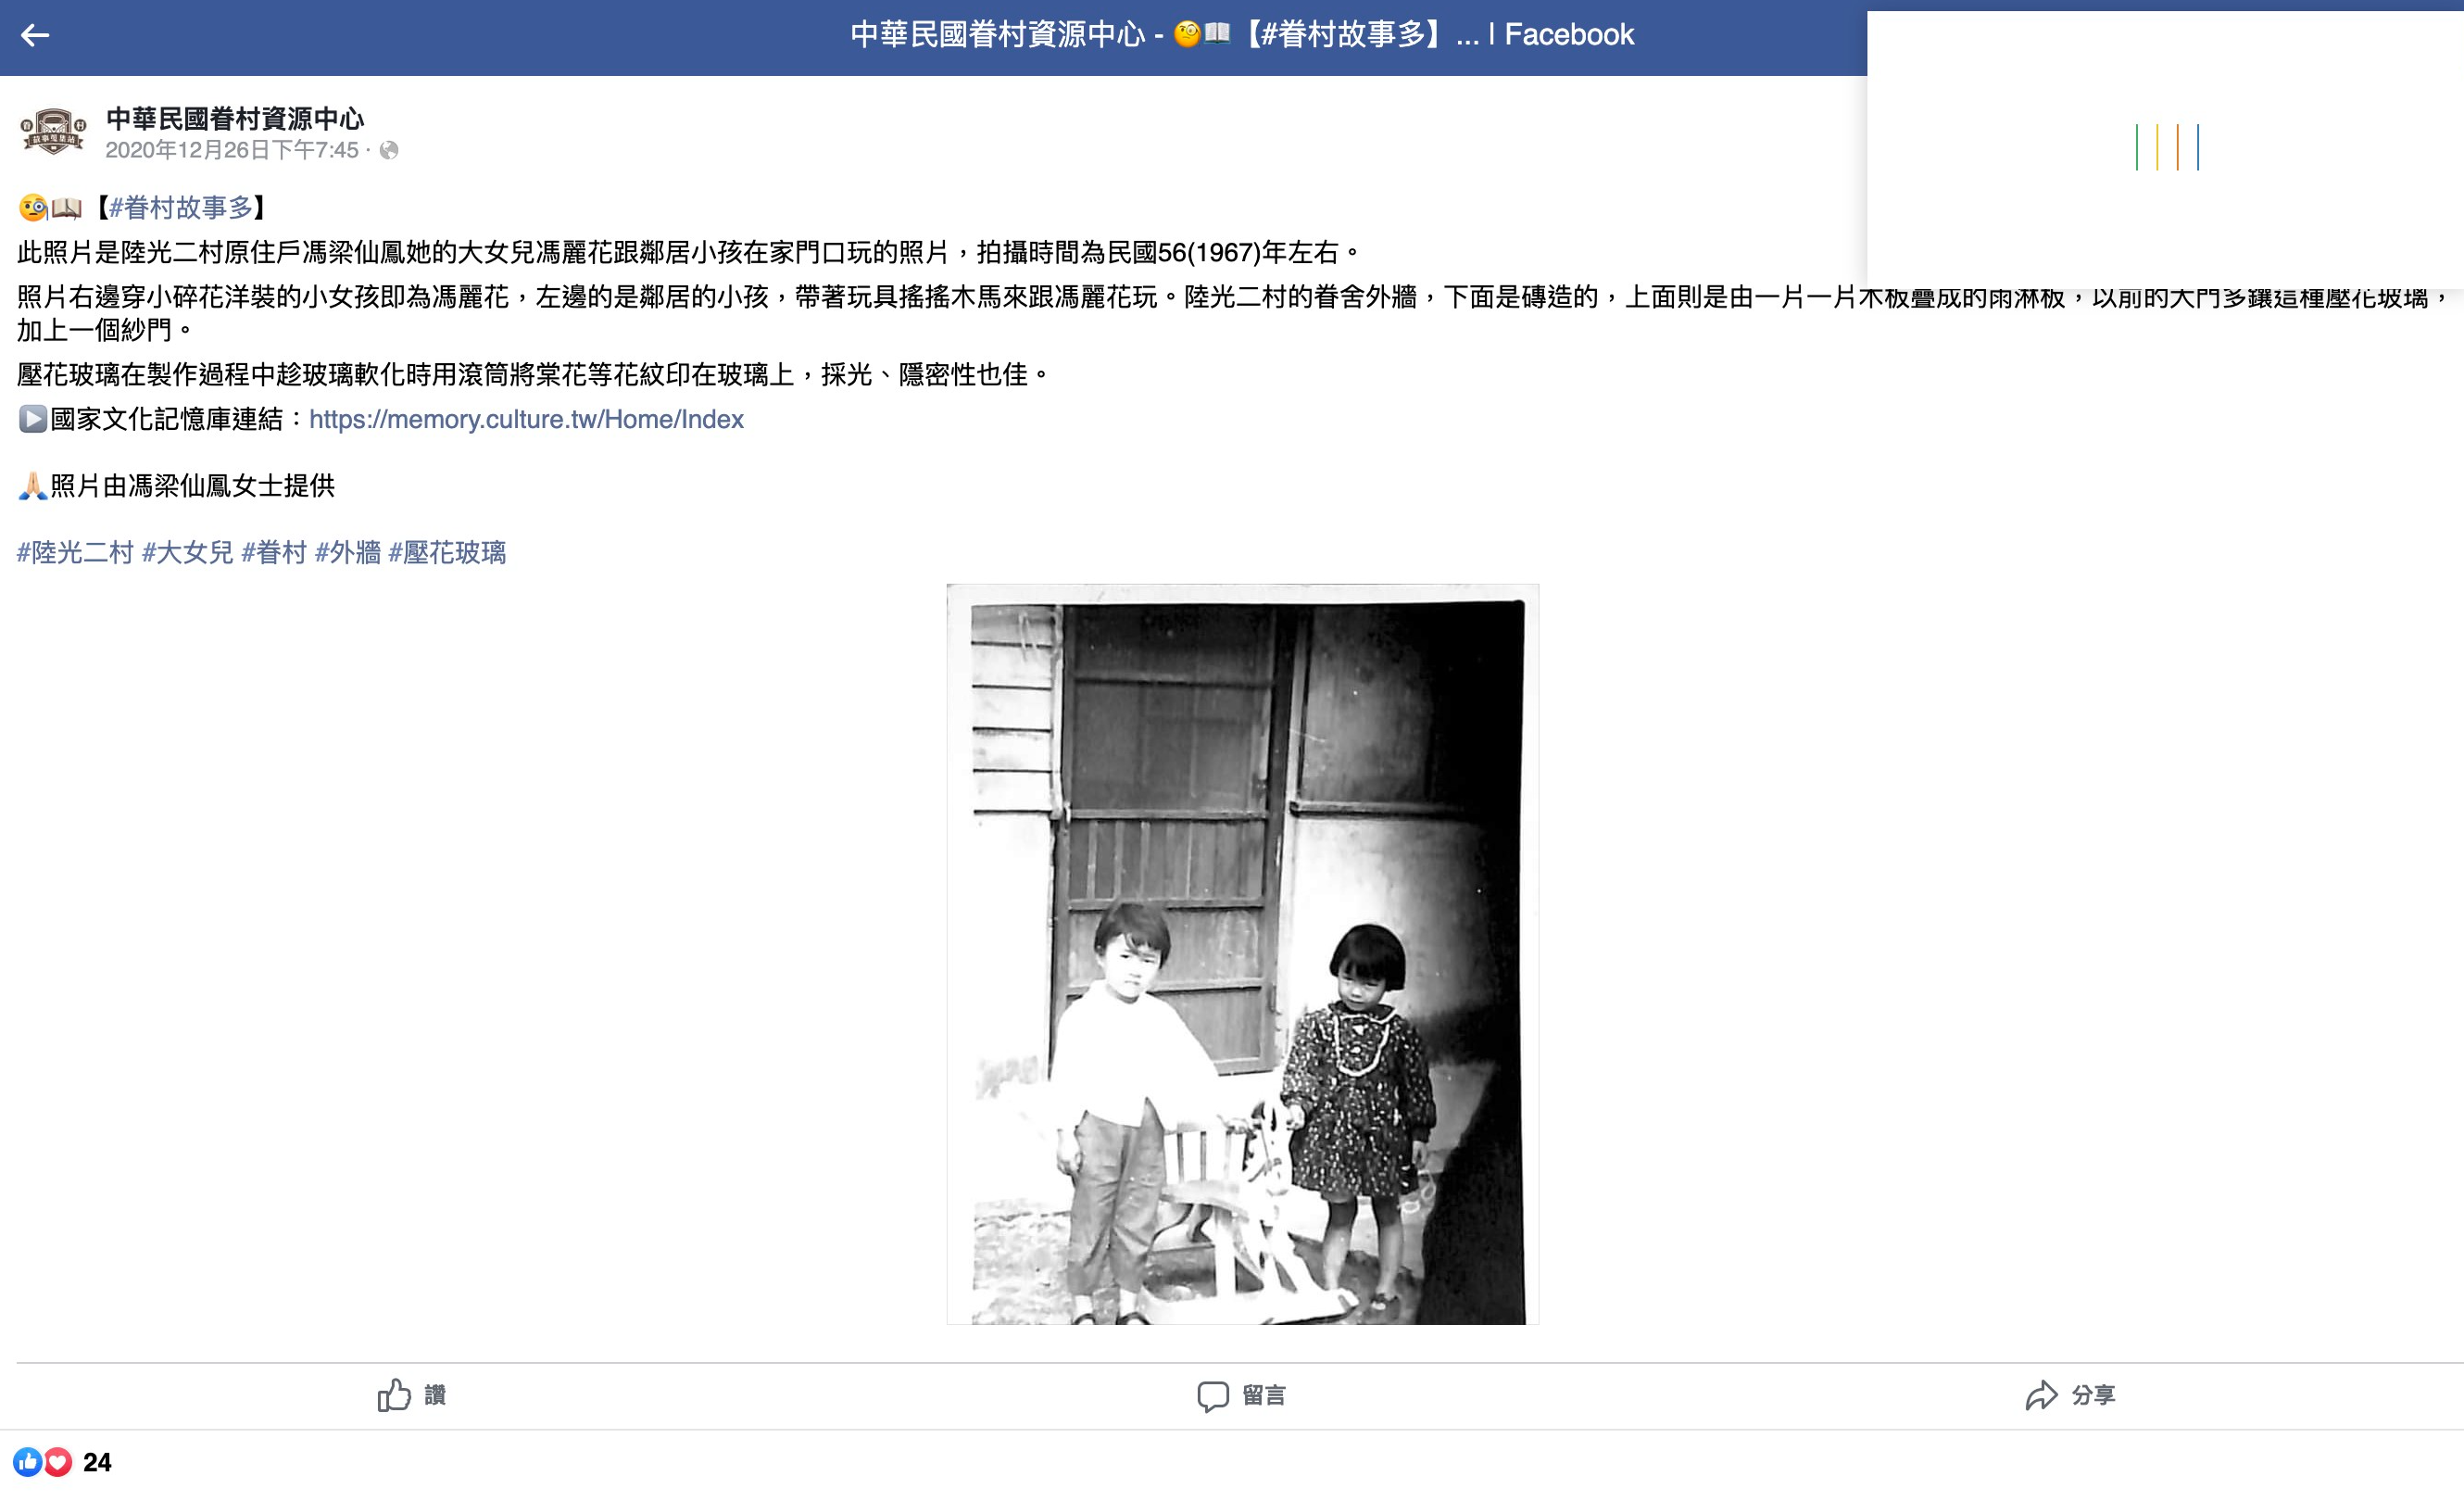 中華民國眷村資源中心 - 🧐📖【#眷村故事多】 ... | Facebook
中華民國眷村資源中心
2020年12月26日下午7:45 ·
🧐📖【#眷村故事多】
此照片是陸光二村原住戶馮梁仙鳳她的大女兒馮麗花跟鄰居小孩在家門口玩的照片，拍攝時間為民國56(1967)年左右。
照片右邊穿小碎花洋裝的小女孩即為馮麗花，左邊的是鄰居的小孩，帶著玩具搖搖木馬來跟馮麗花玩。陸光二村的眷舍外牆，下面是磚造的，上面則是由一片一片木板疊成的雨淋板，以前的大門多鑲這種壓花玻璃，
加上一個紗門。
壓花玻璃在製作過程中趁玻璃軟化時用滾筒將棠花等花紋印在玻璃上，採光、隱密性也佳。
▶️國家文化記憶庫連結：https://memory.culture.tw/Home/Index
🙏🏻照片由馮梁仙鳳女士提供
#陸光二村 #大女兒 #眷村 #外牆 #壓花玻璃
讚
留言
分享
24